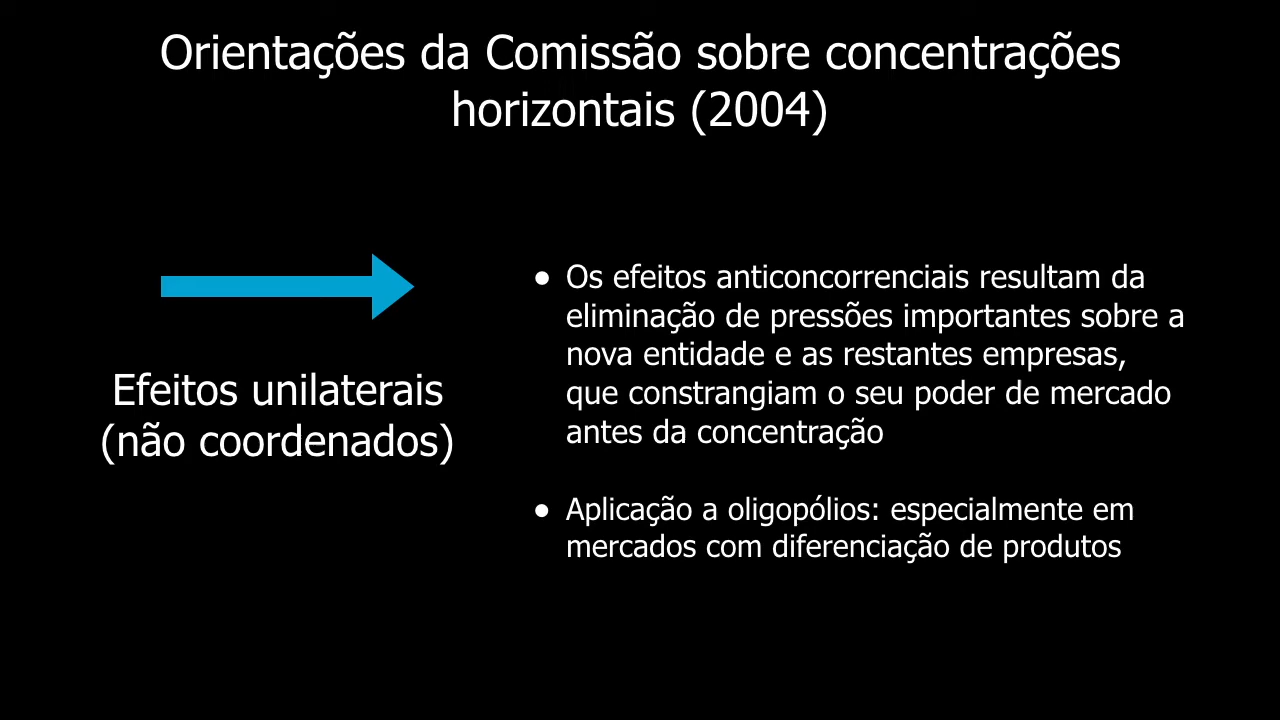 Orientações da Comissão sobre concentrações
horizontais (2004)
Efeitos unilaterais
(não coordenados)
● Os efeitos anticoncorrenciais resultam da
eliminação de pressões importantes sobre a
nova entidade e as restantes empresas,
que constrangiam o seu poder de mercado
antes da concentração
● Aplicação a oligopólios: especialmente em
mercados com diferenciação de produtos